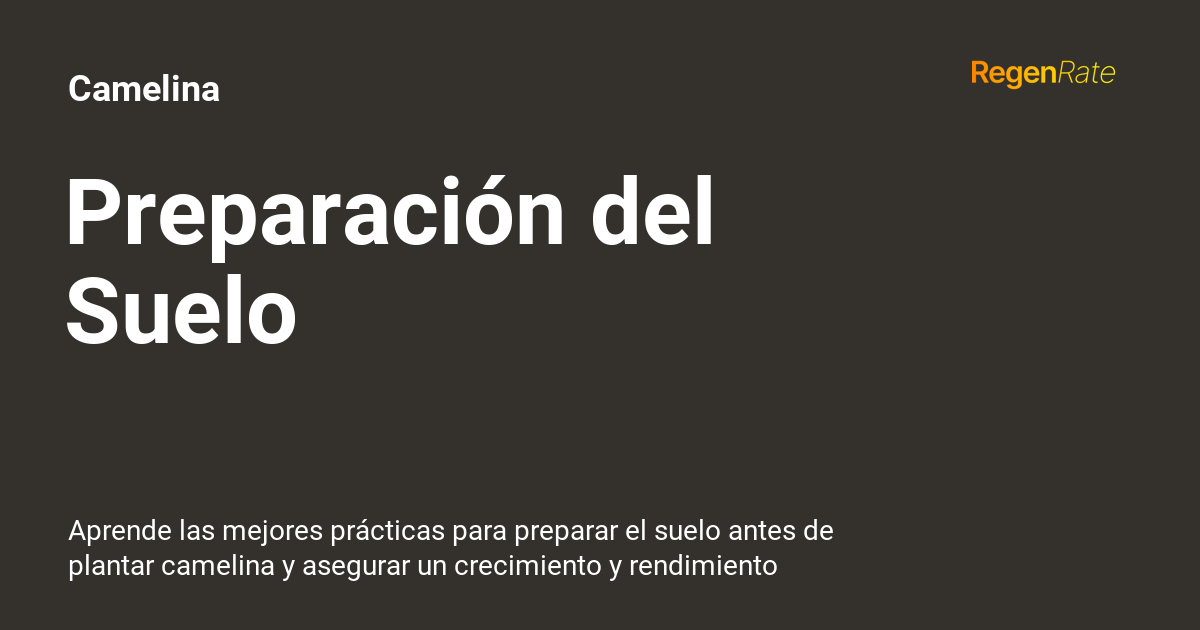 Camelina
RegenRate
Preparación del
Suelo
Aprende las mejores prácticas para preparar el suelo antes de
plantar camelina y asegurar un crecimiento y rendimiento